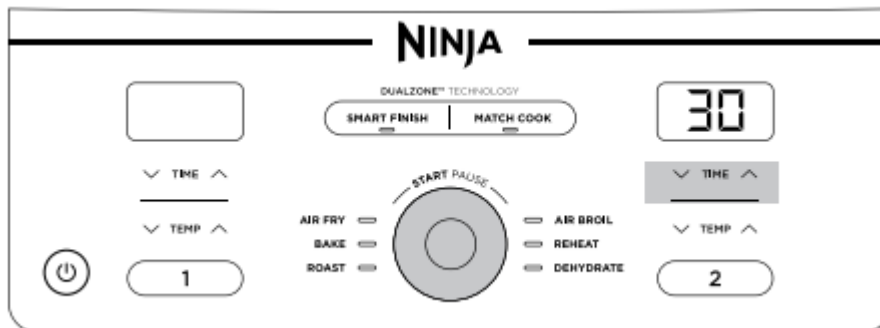 NINJA
DUALZONE™ TECHNOLOGY
SMART FINISH
MATCH COOK
30
TIME
TIME
START PAUSE
TEMP
TEMP
AIR FRY
AIR BROIL
BAKE
REHEAT
ROAST
DEHYDRATE
1
2